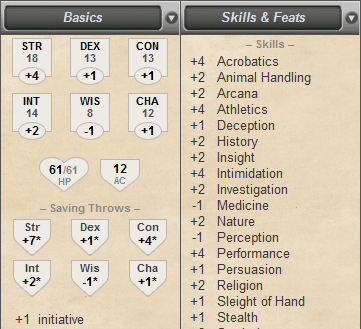 Basics
STR DEX CON
18 13 13
+4 +1 +1
INT WIS CHA
14 8 12
+2 -1 +1
61/61 12
HP AC
– Saving Throws –
Str Dex Con
+7* +1* +4*
Int Wis Cha
+2* -1* +1*
+1 initiative
Skills & Feats
– Skills –
+4 Acrobatics
+2 Animal Handling
+2 Arcana
+4 Athletics
+1 Deception
+2 History
+2 Insight
+4 Intimidation
+2 Investigation
-1 Medicine
+2 Nature
-1 Perception
+4 Performance
+1 Persuasion
+2 Religion
+1 Sleight of Hand
+1 Stealth